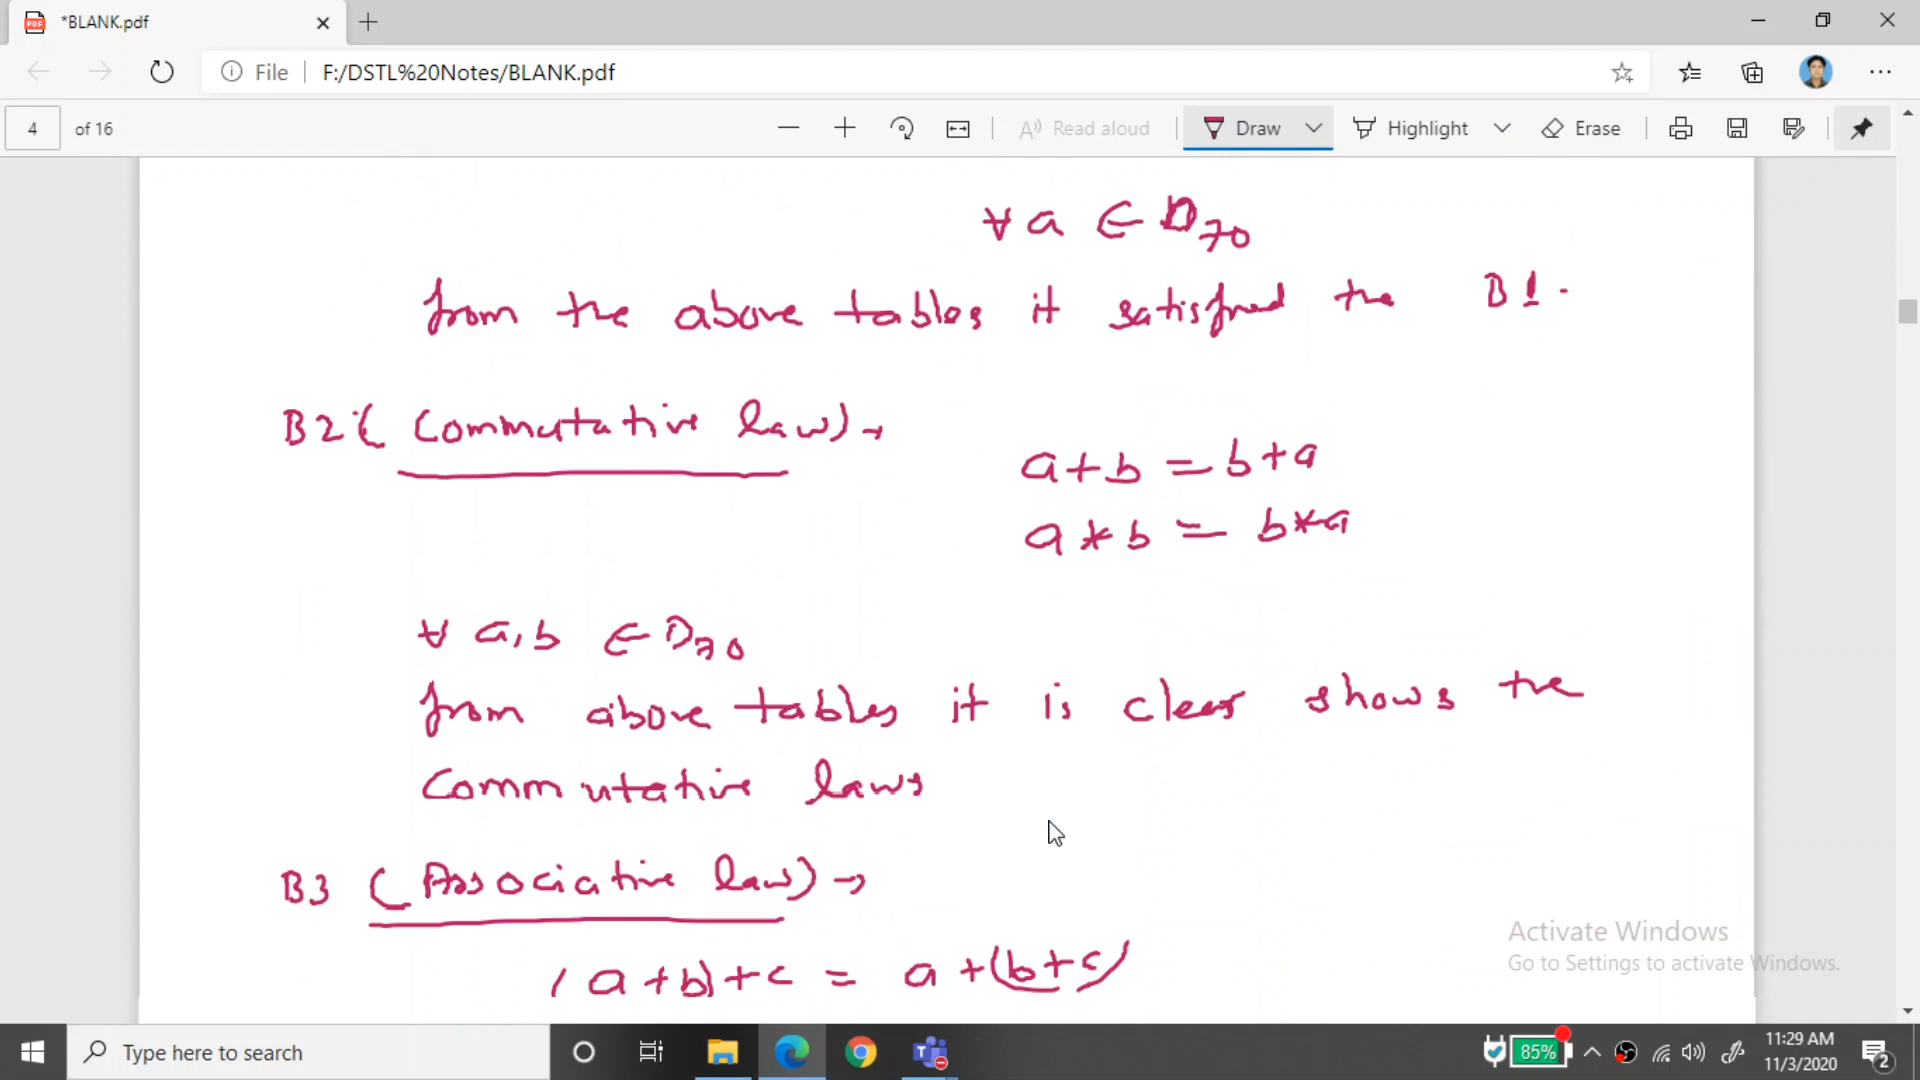 *BLANK.pdf
File
F:/DSTL%20Notes/BLANK.pdf
4 of 16
Read aloud
Draw
Highlight
Erase
∀ a ∈ D70
from the above tables it satisfied the B1.
B2 (Commutative law) →
a+b = b+a
a * b = b*a
∀ a,b ∈ D70
from above tables it is clear shows the
Commutative laws
B3 (Associative law) →
(a+b)+c = a+(b+c)
Activate Windows
Go to Settings to activate Windows.
Type here to search
85%
11:29 AM
11/3/2020
2